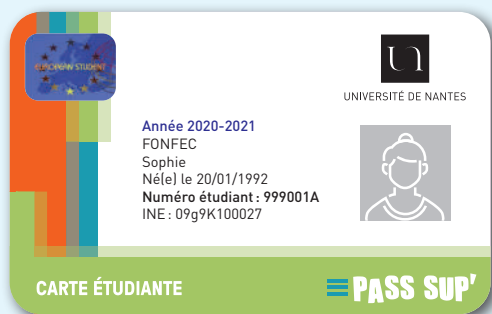 EUROPEAN STUDENT
UNIVERSITÉ DE NANTES
Année 2020-2021
FONFEC
Sophie
Né(e) le 20/01/1992
Numéro étudiant : 999001A
INE : 09g9K100027
CARTE ÉTUDIANTE
PASS SUP'